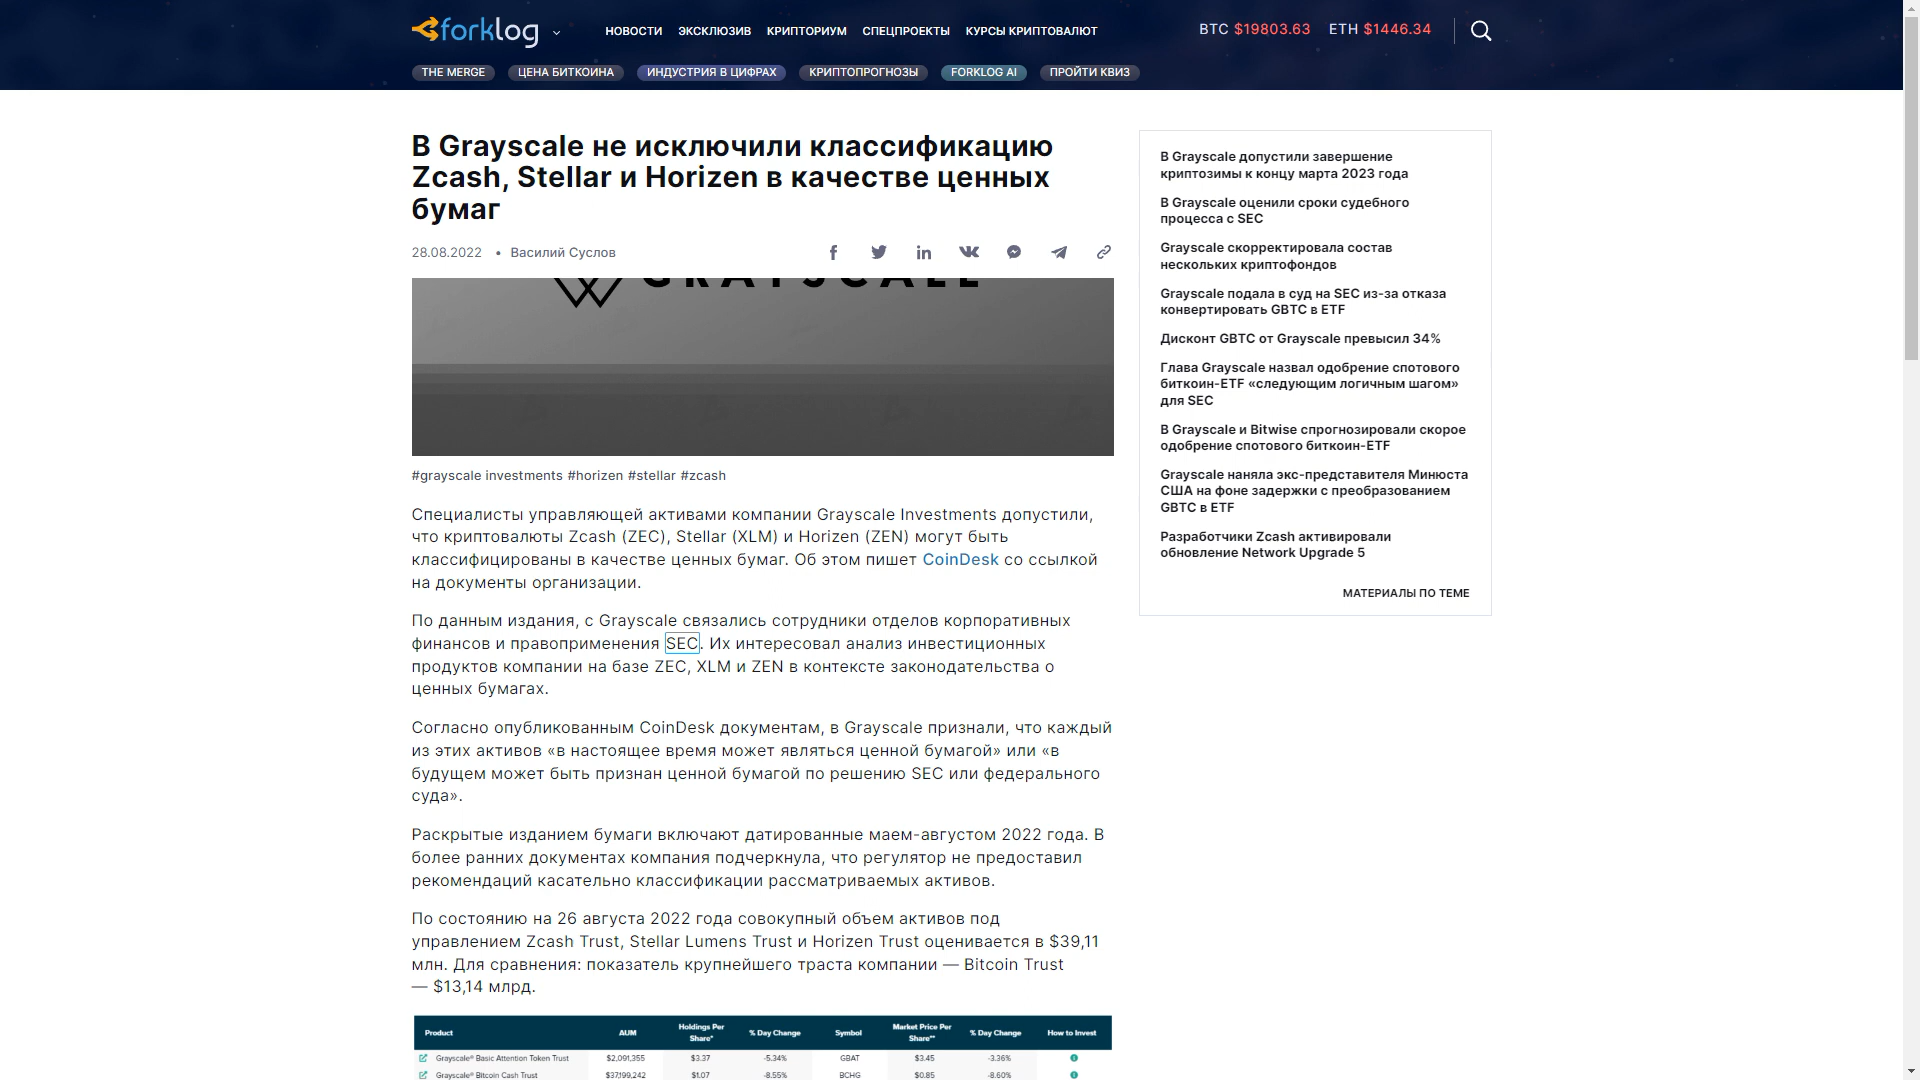 forklog
НОВОСТИ ЭКСКЛЮЗИВ КРИПТОРИУМ СПЕЦПРОЕКТЫ КУРСЫ КРИПТОВАЛЮТ
BTC $19803.63 ETH $1446.34
THE MERGE ЦЕНА БИТКОИНА ИНДУСТРИЯ В ЦИФРАХ КРИПТОПРОГНОЗЫ FORKLOG AI ПРОЙТИ КВИЗ
В Grayscale не исключили классификацию
Zcash, Stellar и Horizen в качестве ценных
бумаг
28.08.2022 • Василий Суслов
GRAYSCALE
#grayscale investments #horizen #stellar #zcash
Специалисты управляющей активами компании Grayscale Investments допустили,
что криптовалюты Zcash (ZEC), Stellar (XLM) и Horizen (ZEN) могут быть
классифицированы в качестве ценных бумаг. Об этом пишет CoinDesk со ссылкой
на документы организации.
По данным издания, с Grayscale связались сотрудники отделов корпоративных
финансов и правоприменения SEC. Их интересовал анализ инвестиционных
продуктов компании на базе ZEC, XLM и ZEN в контексте законодательства о
ценных бумагах.
Согласно опубликованным CoinDesk документам, в Grayscale признали, что каждый
из этих активов «в настоящее время может являться ценной бумагой» или «в
будущем может быть признан ценной бумагой по решению SEC или федерального
суда».
Раскрытые изданием бумаги включают датированные маем-августом 2022 года. В
более ранних документах компания подчеркнула, что регулятор не предоставил
рекомендаций касательно классификации рассматриваемых активов.
По состоянию на 26 августа 2022 года совокупный объем активов под
управлением Zcash Trust, Stellar Lumens Trust и Horizen Trust оценивается в $39,11
млн. Для сравнения: показатель крупнейшего траста компании — Bitcoin Trust
— $13,14 млрд.
Product AUM Holdings Per Share* % Day Change Symbol Market Price Per Share** % Day Change How to Invest
Grayscale® Basic Attention Token Trust $2,091,355 $3.37 -5.34% GBAT $3.45 -3.36%
Grayscale® Bitcoin Cash Trust $37,199,242 $1.07 -8.55% BCHG $0.85 -8.60%
В Grayscale допустили завершение
криптозимы к концу марта 2023 года
В Grayscale оценили сроки судебного
процесса с SEC
Grayscale скорректировала состав
нескольких криптофондов
Grayscale подала в суд на SEC из-за отказа
конвертировать GBTC в ETF
Дисконт GBTC от Grayscale превысил 34%
Глава Grayscale назвал одобрение спотового
биткоин-ETF «следующим логичным шагом»
для SEC
В Grayscale и Bitwise спрогнозировали скорое
одобрение спотового биткоин-ETF
Grayscale наняла экс-представителя Минюста
США на фоне задержки с преобразованием
GBTC в ETF
Разработчики Zcash активировали
обновление Network Upgrade 5
МАТЕРИАЛЫ ПО ТЕМЕ